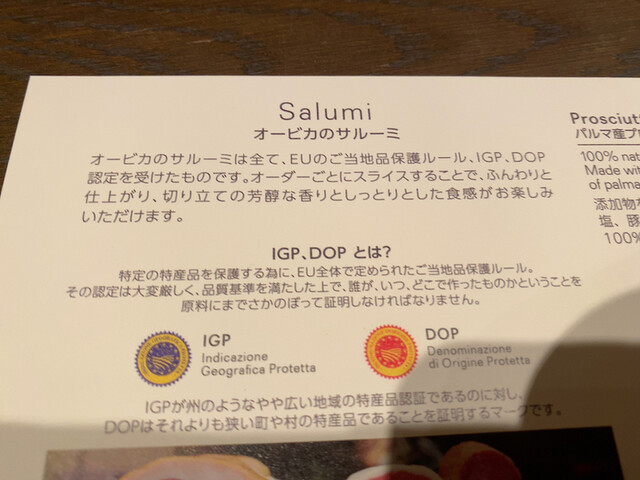 Salumi
オービカのサルーミ
オービカのサルーミは全て、EUのご当地品保護ルール、IGP、DOP
認定を受けたものです。オーダーごとにスライスすることで、ふんわりと
仕上がり、切り立ての芳醇な香りとしっとりとした食感がお楽しみ
いただけます。
IGP、DOP とは?
特定の特産品を保護する為に、EU全体で定められたご当地品保護ルール。
その認定は大変厳しく、品質基準を満たした上で、誰が、いつ、どこで作ったものかということを
原料にまでさかのぼって証明しなければなりません。
IGP
Indicazione
Geografica Protetta
DOP
Denominazione
di Origine Protetta
IGPが州のようなやや広い地域の特産品認証であるのに対し、
DOPはそれよりも狭い町や村の特産品であることを証明するマークです。
Prosciut
パルマ産プ
100% nat
Made wit
of palma
添加物を
塩、豚
100%